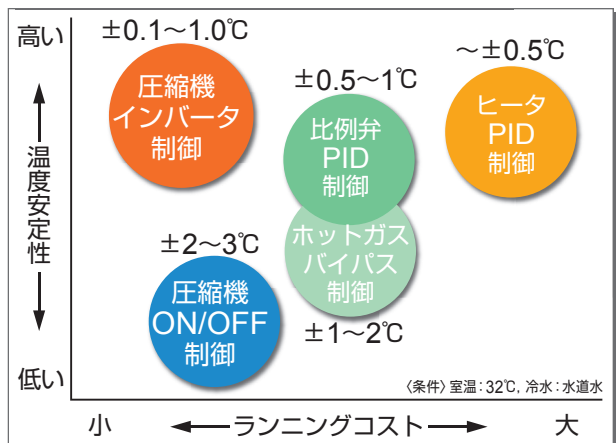 高い
±0.1～1.0℃
圧縮機
インバータ
制御
±0.5～1℃
比例弁
PID
制御
～±0.5℃
ヒータ
PID
制御
温度安定性
ホットガス
バイパス
制御
±1～2℃
±2～3℃
圧縮機
ON/OFF
制御
低い
〈条件〉室温：32℃, 冷水：水道水
小 ランニングコスト 大